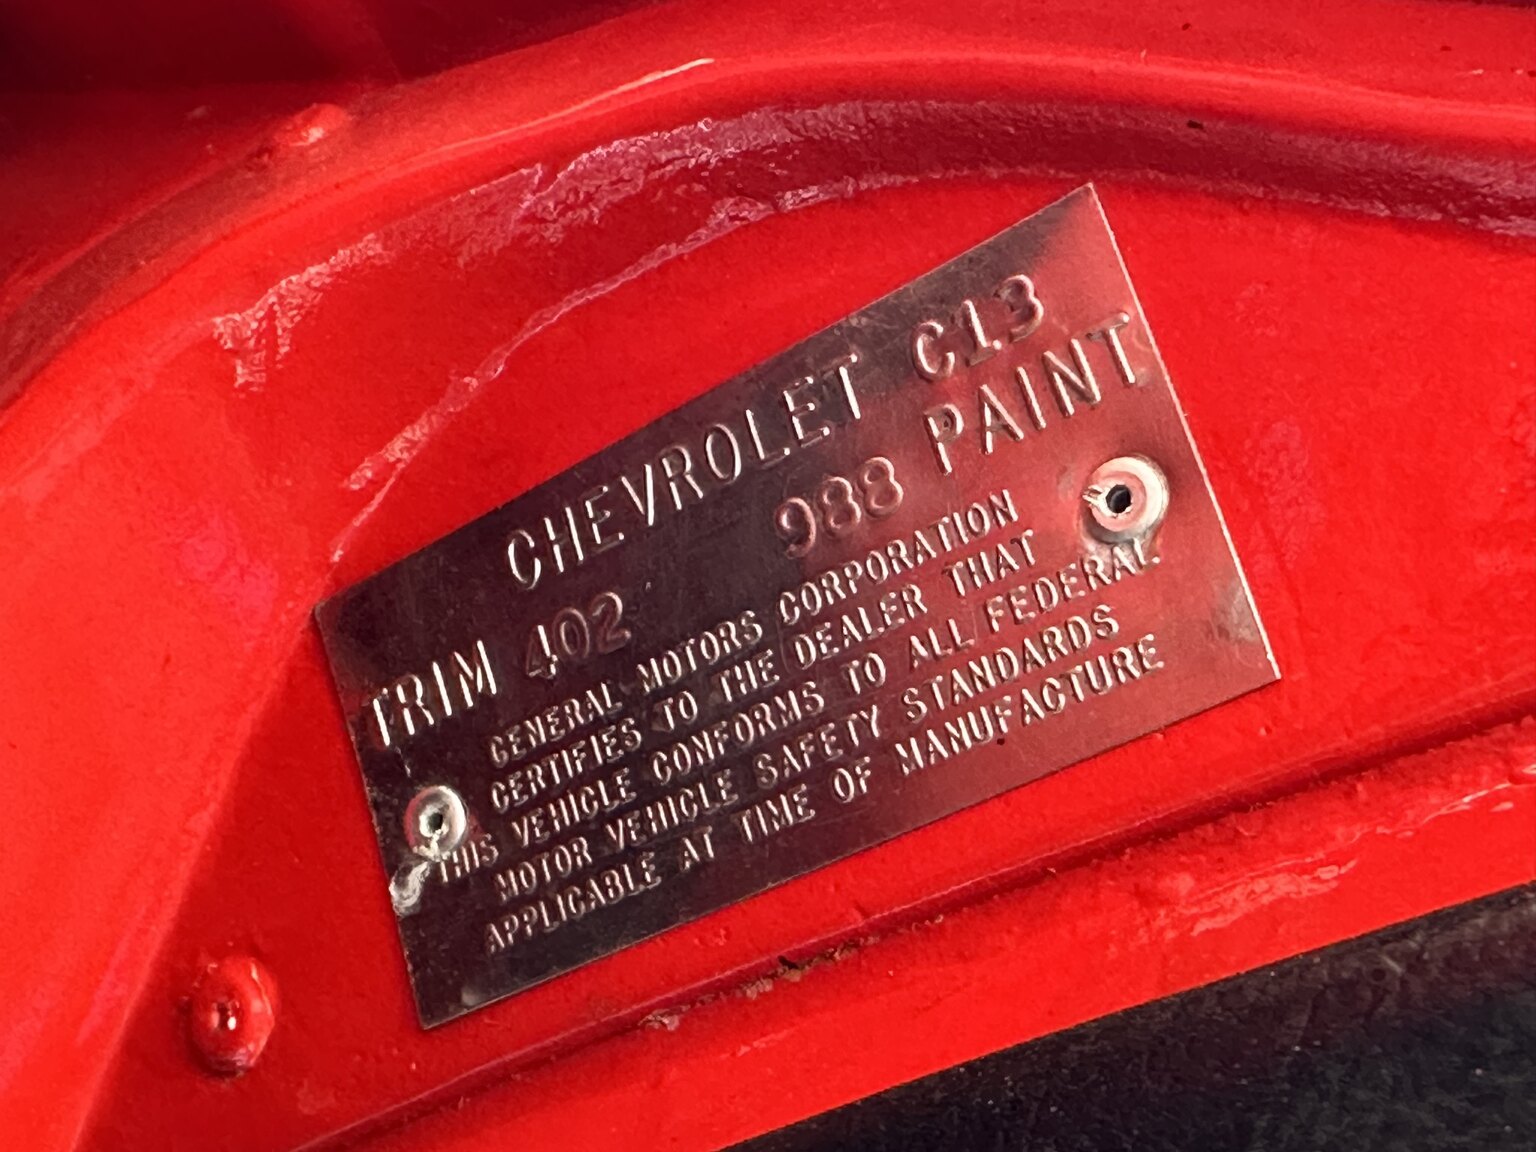 CHEVROLET C13
TRIM 402 988 PAINT
GENERAL MOTORS CORPORATION
CERTIFIES TO THE DEALER THAT
THIS VEHICLE CONFORMS TO ALL FEDERAL
MOTOR VEHICLE SAFETY STANDARDS
APPLICABLE AT TIME OF MANUFACTURE